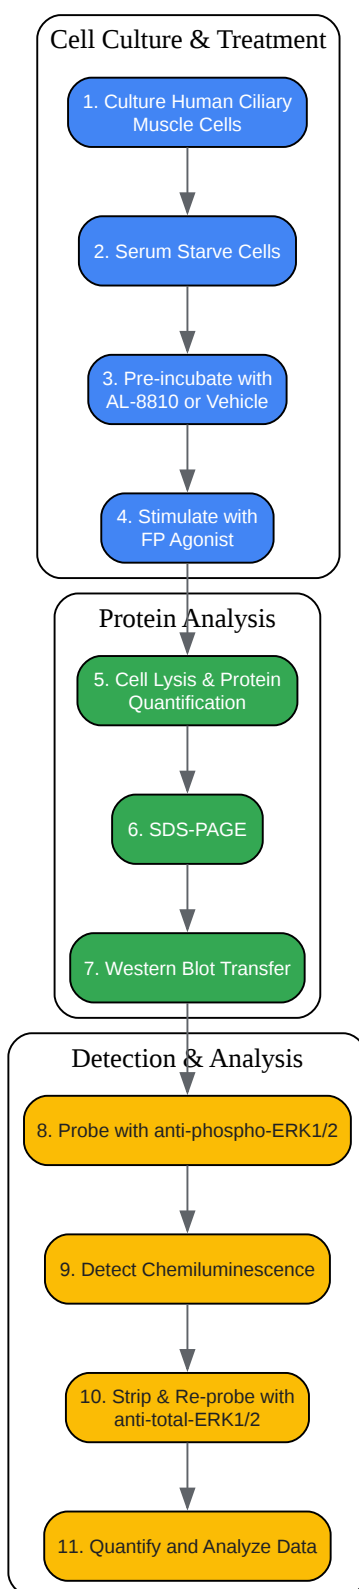 Cell Culture & Treatment
1. Culture Human Ciliary
Muscle Cells
2. Serum Starve Cells
3. Pre-incubate with
AL-8810 or Vehicle
4. Stimulate with
FP Agonist
Protein Analysis
5. Cell Lysis & Protein
Quantification
6. SDS-PAGE
7. Western Blot Transfer
Detection & Analysis
8. Probe with anti-phospho-ERK1/2
9. Detect Chemiluminescence
10. Strip & Re-probe with
anti-total-ERK1/2
11. Quantify and Analyze Data